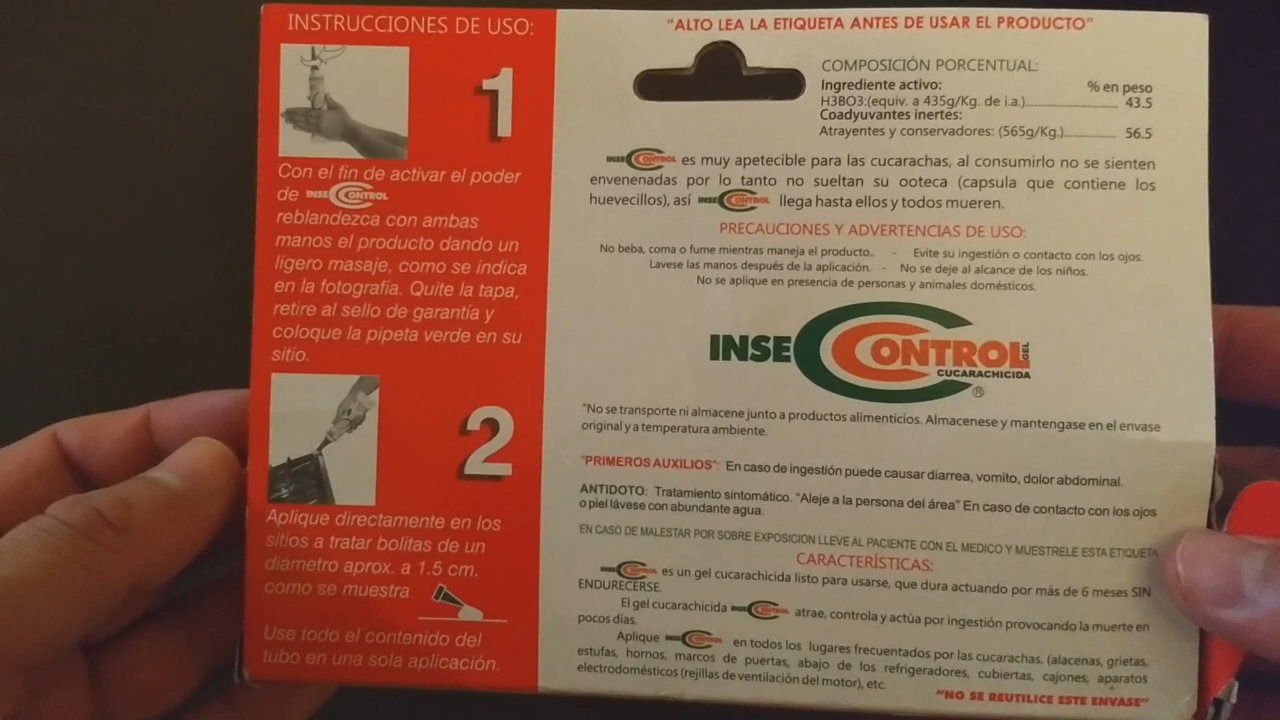 INSTRUCCIONES DE USO:
1
Con el fin de activar el poder
de INSECONTROL
reblandezca con ambas
manos el producto dando un
ligero masaje, como se indica
en la fotografía. Quite la tapa,
retire al sello de garantía y
coloque la pipeta verde en su
sitio.
2
Aplique directamente en los
sitios a tratar bolitas de un
diámetro aprox. a 1.5 cm.
como se muestra
Use todo el contenido del
tubo en una sola aplicación.
"ALTO LEA LA ETIQUETA ANTES DE USAR EL PRODUCTO"
COMPOSICIÓN PORCENTUAL:
Ingrediente activo: % en peso
H3BO3:(equiv. a 435g/Kg. de i.a.)........................ 43.5
Coadyuvantes inertes:
Atrayentes y conservadores: (565g/Kg.)............. 56.5
INSECONTROL es muy apetecible para las cucarachas, al consumirlo no se sienten
envenenadas por lo tanto no sueltan su ooteca (capsula que contiene los
huevecillos), así INSECONTROL llega hasta ellos y todos mueren.
PRECAUCIONES Y ADVERTENCIAS DE USO:
No beba, coma o fume mientras maneja el producto. - Evite su ingestión o contacto con los ojos.
Lavese las manos después de la aplicación. - No se deje al alcance de los niños.
No se aplique en presencia de personas y animales domésticos.
INSECONTROL GEL
CUCARACHICIDA
®
"No se transporte ni almacene junto a productos alimenticios. Almacenese y mantengase en el envase
original y a temperatura ambiente.
"PRIMEROS AUXILIOS": En caso de ingestión puede causar diarrea, vomito, dolor abdominal.
ANTIDOTO: Tratamiento sintomático. "Aleje a la persona del área" En caso de contacto con los ojos
o piel lávese con abundante agua.
EN CASO DE MALESTAR POR SOBRE EXPOSICION LLEVE AL PACIENTE CON EL MEDICO Y MUESTRELE ESTA ETIQUETA
CARACTERÍSTICAS:
INSECONTROL es un gel cucarachicida listo para usarse, que dura actuando por más de 6 meses SIN
ENDURECERSE.
El gel cucarachicida INSECONTROL atrae, controla y actúa por ingestión provocando la muerte en
pocos días.
Aplique INSECONTROL en todos los lugares frecuentados por las cucarachas. (alacenas, grietas,
estufas, hornos, marcos de puertas, abajo de los refrigeradores, cubiertas, cajones, aparatos
electrodomésticos (rejillas de ventilación del motor), etc.
"NO SE REUTILICE ESTE ENVASE"